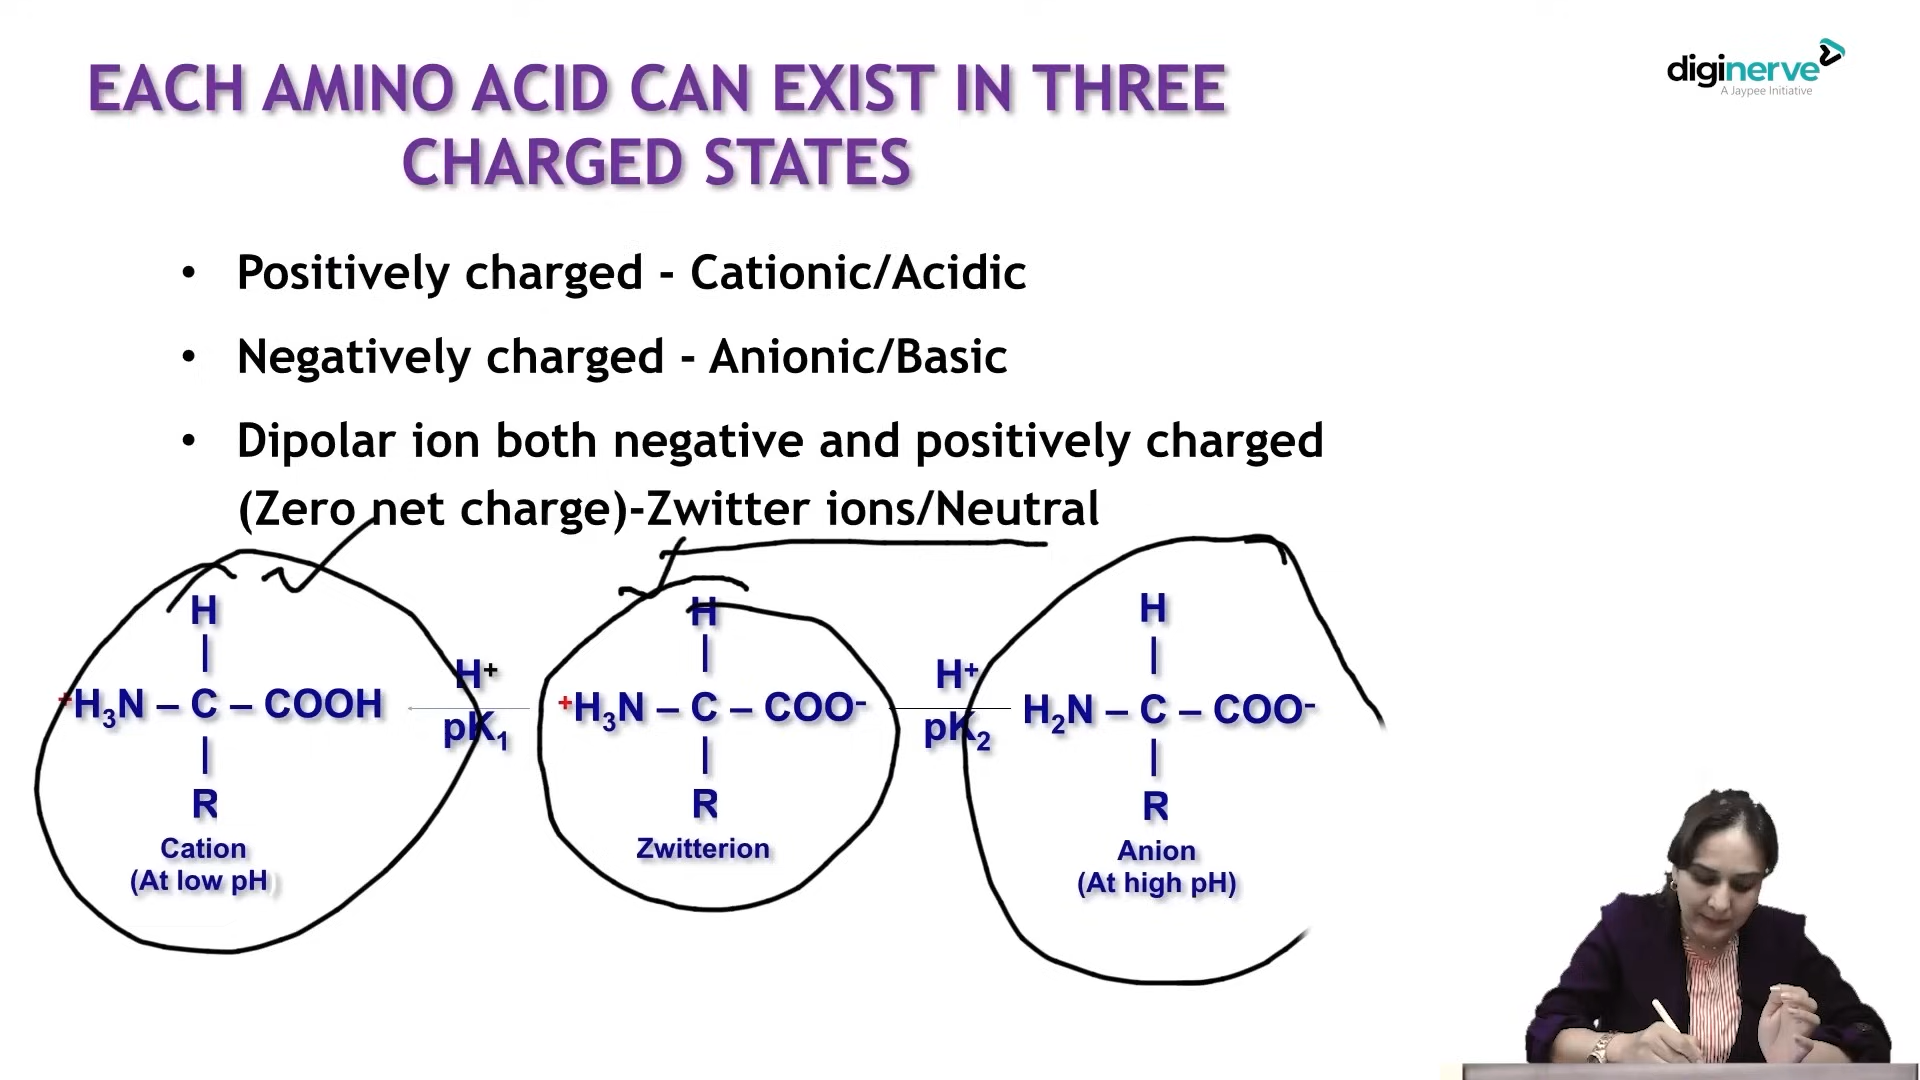 EACH AMINO ACID CAN EXIST IN THREE
CHARGED STATES
diginerve
A Jaypee Initiative
• Positively charged - Cationic/Acidic
• Negatively charged - Anionic/Basic
• Dipolar ion both negative and positively charged
(Zero net charge)-Zwitter ions/Neutral
H
|
⁺H₃N – C – COOH
|
R
Cation
(At low pH)
H⁺
pK₁
H
|
⁺H₃N – C – COO⁻
|
R
Zwitterion
H⁺
pK₂
H
|
H₂N – C – COO⁻
|
R
Anion
(At high pH)